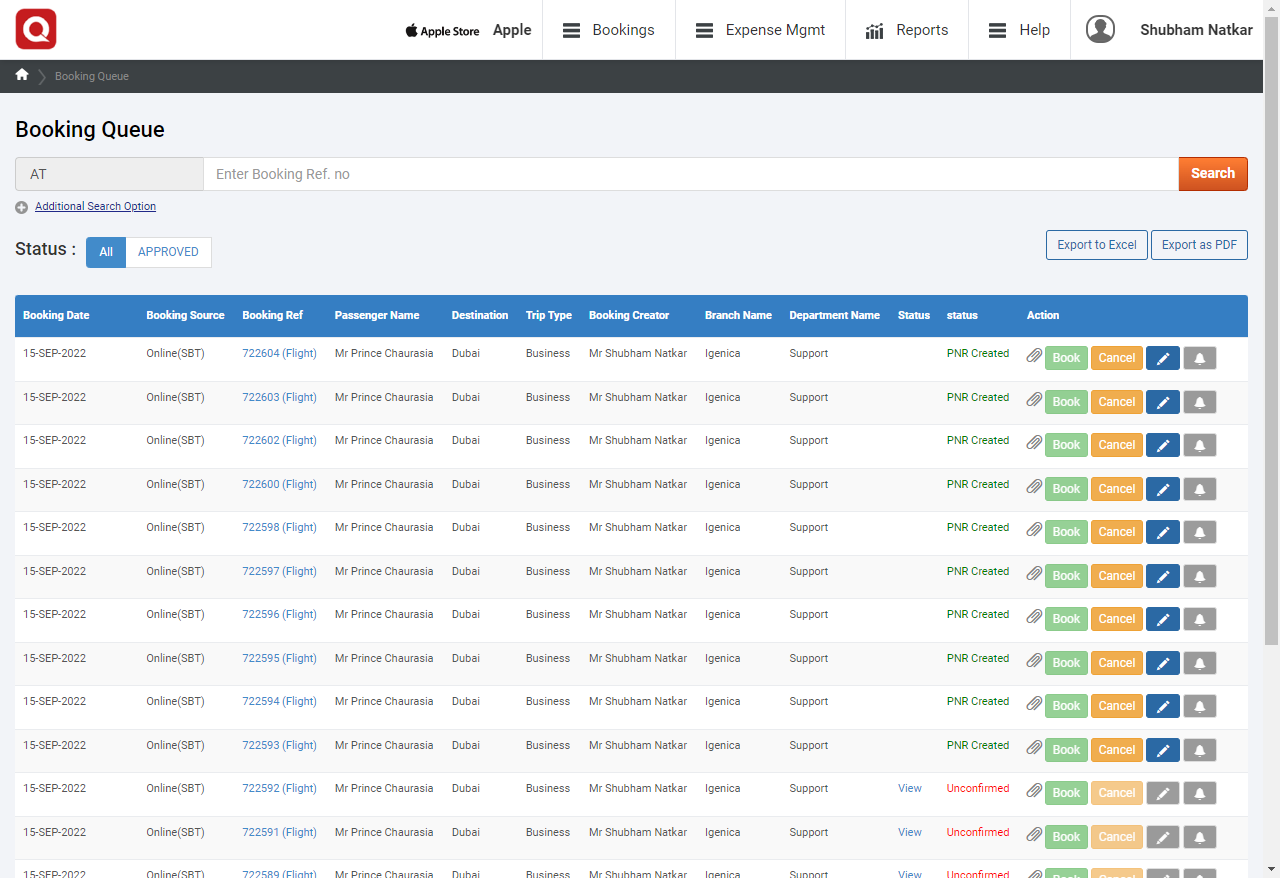 Apple Store Apple Bookings Expense Mgmt Reports Help Shubham Natkar
Booking Queue
Booking Queue
AT Enter Booking Ref. no Search
Additional Search Option
Status : All APPROVED Export to Excel Export as PDF
Booking Date Booking Source Booking Ref Passenger Name Destination Trip Type Booking Creator Branch Name Department Name Status status Action
15-SEP-2022 Online(SBT) 722604 (Flight) Mr Prince Chaurasia Dubai Business Mr Shubham Natkar Igenica Support PNR Created Book Cancel
15-SEP-2022 Online(SBT) 722603 (Flight) Mr Prince Chaurasia Dubai Business Mr Shubham Natkar Igenica Support PNR Created Book Cancel
15-SEP-2022 Online(SBT) 722602 (Flight) Mr Prince Chaurasia Dubai Business Mr Shubham Natkar Igenica Support PNR Created Book Cancel
15-SEP-2022 Online(SBT) 722600 (Flight) Mr Prince Chaurasia Dubai Business Mr Shubham Natkar Igenica Support PNR Created Book Cancel
15-SEP-2022 Online(SBT) 722598 (Flight) Mr Prince Chaurasia Dubai Business Mr Shubham Natkar Igenica Support PNR Created Book Cancel
15-SEP-2022 Online(SBT) 722597 (Flight) Mr Prince Chaurasia Dubai Business Mr Shubham Natkar Igenica Support PNR Created Book Cancel
15-SEP-2022 Online(SBT) 722596 (Flight) Mr Prince Chaurasia Dubai Business Mr Shubham Natkar Igenica Support PNR Created Book Cancel
15-SEP-2022 Online(SBT) 722595 (Flight) Mr Prince Chaurasia Dubai Business Mr Shubham Natkar Igenica Support PNR Created Book Cancel
15-SEP-2022 Online(SBT) 722594 (Flight) Mr Prince Chaurasia Dubai Business Mr Shubham Natkar Igenica Support PNR Created Book Cancel
15-SEP-2022 Online(SBT) 722593 (Flight) Mr Prince Chaurasia Dubai Business Mr Shubham Natkar Igenica Support PNR Created Book Cancel
15-SEP-2022 Online(SBT) 722592 (Flight) Mr Prince Chaurasia Dubai Business Mr Shubham Natkar Igenica Support View Unconfirmed Book Cancel
15-SEP-2022 Online(SBT) 722591 (Flight) Mr Prince Chaurasia Dubai Business Mr Shubham Natkar Igenica Support View Unconfirmed Book Cancel
15-SEP-2022 Online(SBT) 722589 (Flight) Mr Prince Chaurasia Dubai Business Mr Shubham Natkar Igenica Support View Unconfirmed Book Cancel